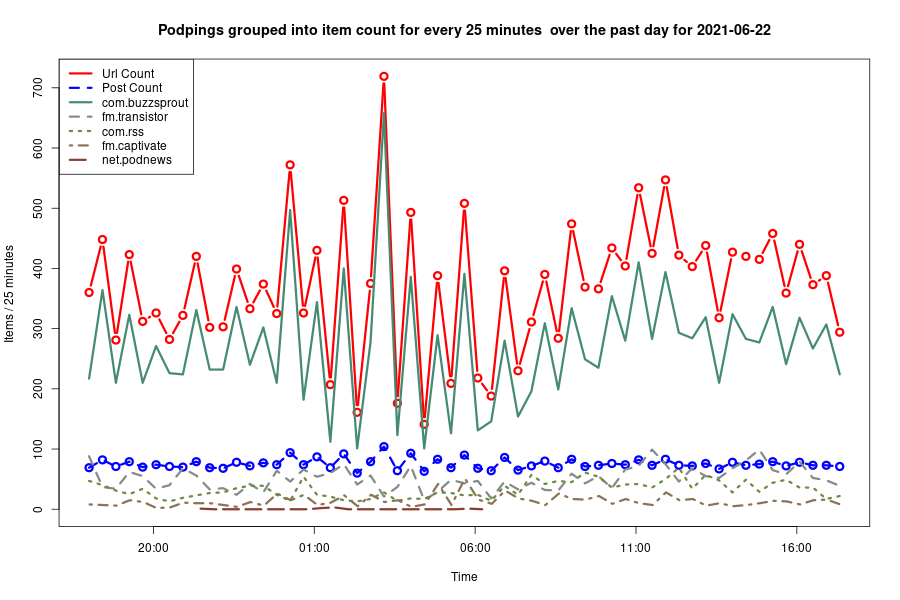 Podpings grouped into item count for every 25 minutes  over the past day for 2021-06-22
Url Count
Post Count
com.buzzsprout
fm.transistor
com.rss
fm.captivate
net.podnews
Items / 25 minutes
700
600
500
400
300
200
100
0
20:00
01:00
06:00
11:00
16:00
Time